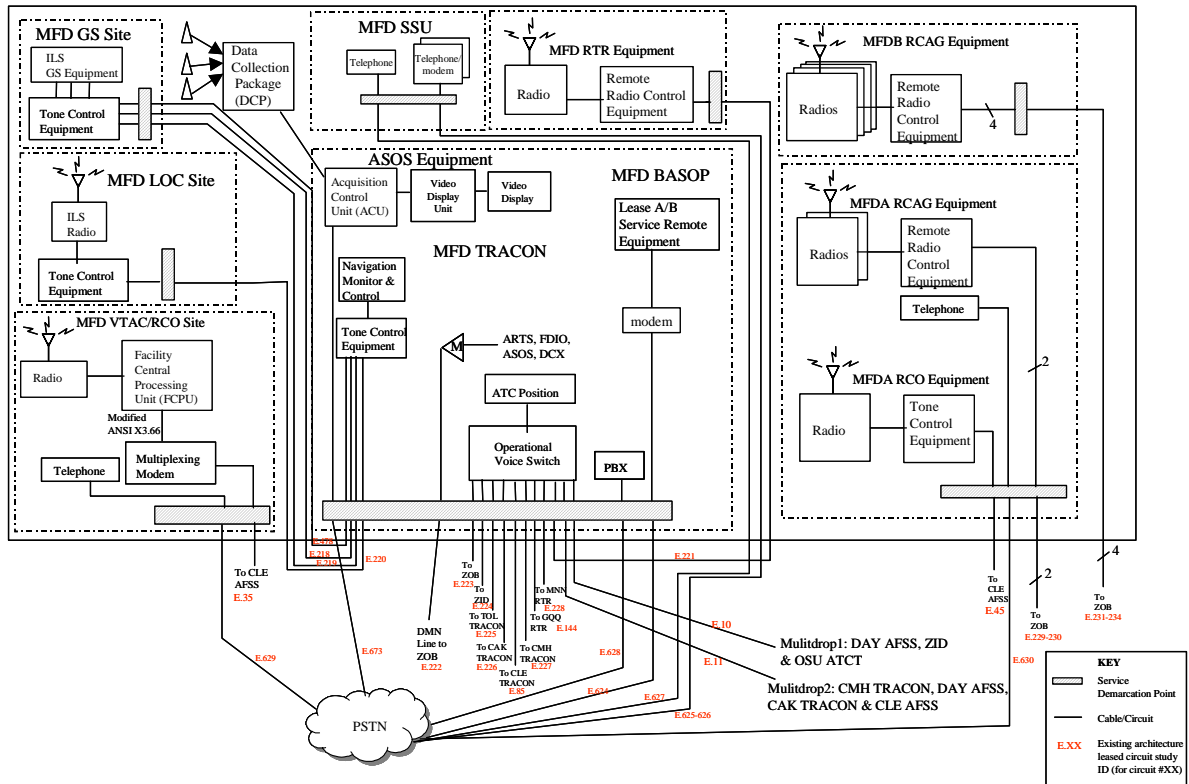 MFD GS Site
ILS
GS Equipment
Tone Control
Equipment
Data
Collection
Package
(DCP)
MFD SSU
Telephone
Telephone/
modem
MFD RTR Equipment
Radio
Remote
Radio Control
Equipment
MFDB RCAG Equipment
Radios
Remote
Radio
Control
Equipment
4
MFD LOC Site
ILS
Radio
Tone Control
Equipment
ASOS Equipment
Acquisition
Control
Unit (ACU)
Video
Display
Unit
Video
Display
MFD BASOP
Lease A/B
Service Remote
Equipment
modem
MFD TRACON
Navigation
Monitor &
Control
Tone Control
Equipment
M
ARTS, FDIO,
ASOS, DCX
ATC Position
Operational
Voice Switch
PBX
MFDA RCAG Equipment
Radios
Remote
Radio
Control
Equipment
Telephone
2
MFDA RCO Equipment
Radio
Tone
Control
Equipment
MFD VTAC/RCO Site
Radio
Facility
Central
Processing
Unit (FCPU)
Modified
ANSI X3.66
Telephone
Multiplexing
Modem
E.218
E.219
E.220
E.221
To CLE
AFSS
E.35
E.629
E.673
DMN
Line to
ZOB
E.222
To
ZOB
E.223
To
ZID
E.224
To TOL
TRACON
E.225
To CAK
TRACON
E.226
To CLE
TRACON
E.85
To CMH
TRACON
E.227
To GQQ
RTR
E.144
To MNN
RTR
E.228
E.628
E.624
E.627
E.625-626
E.10
E.11
Mulitdrop1: DAY AFSS, ZID
& OSU ATCT
Mulitdrop2: CMH TRACON, DAY AFSS,
CAK TRACON & CLE AFSS
To CLE
AFSS
E.45
E.630
2
To
ZOB
E.229-230
4
To
ZOB
E.231-234
PSTN
KEY
Service
Demarcation Point
Cable/Circuit
E.XX
Existing architecture
leased circuit study
ID (for circuit #XX)